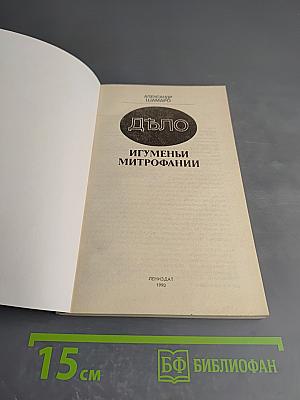 АЛЕКСАНДР
ШАМАРО
ДѢЛО
ИГУМЕНЬИ
МИТРОФАНИИ
ЛЕНИЗДАТ
1990
15 см
БФ БИБЛИОФАН